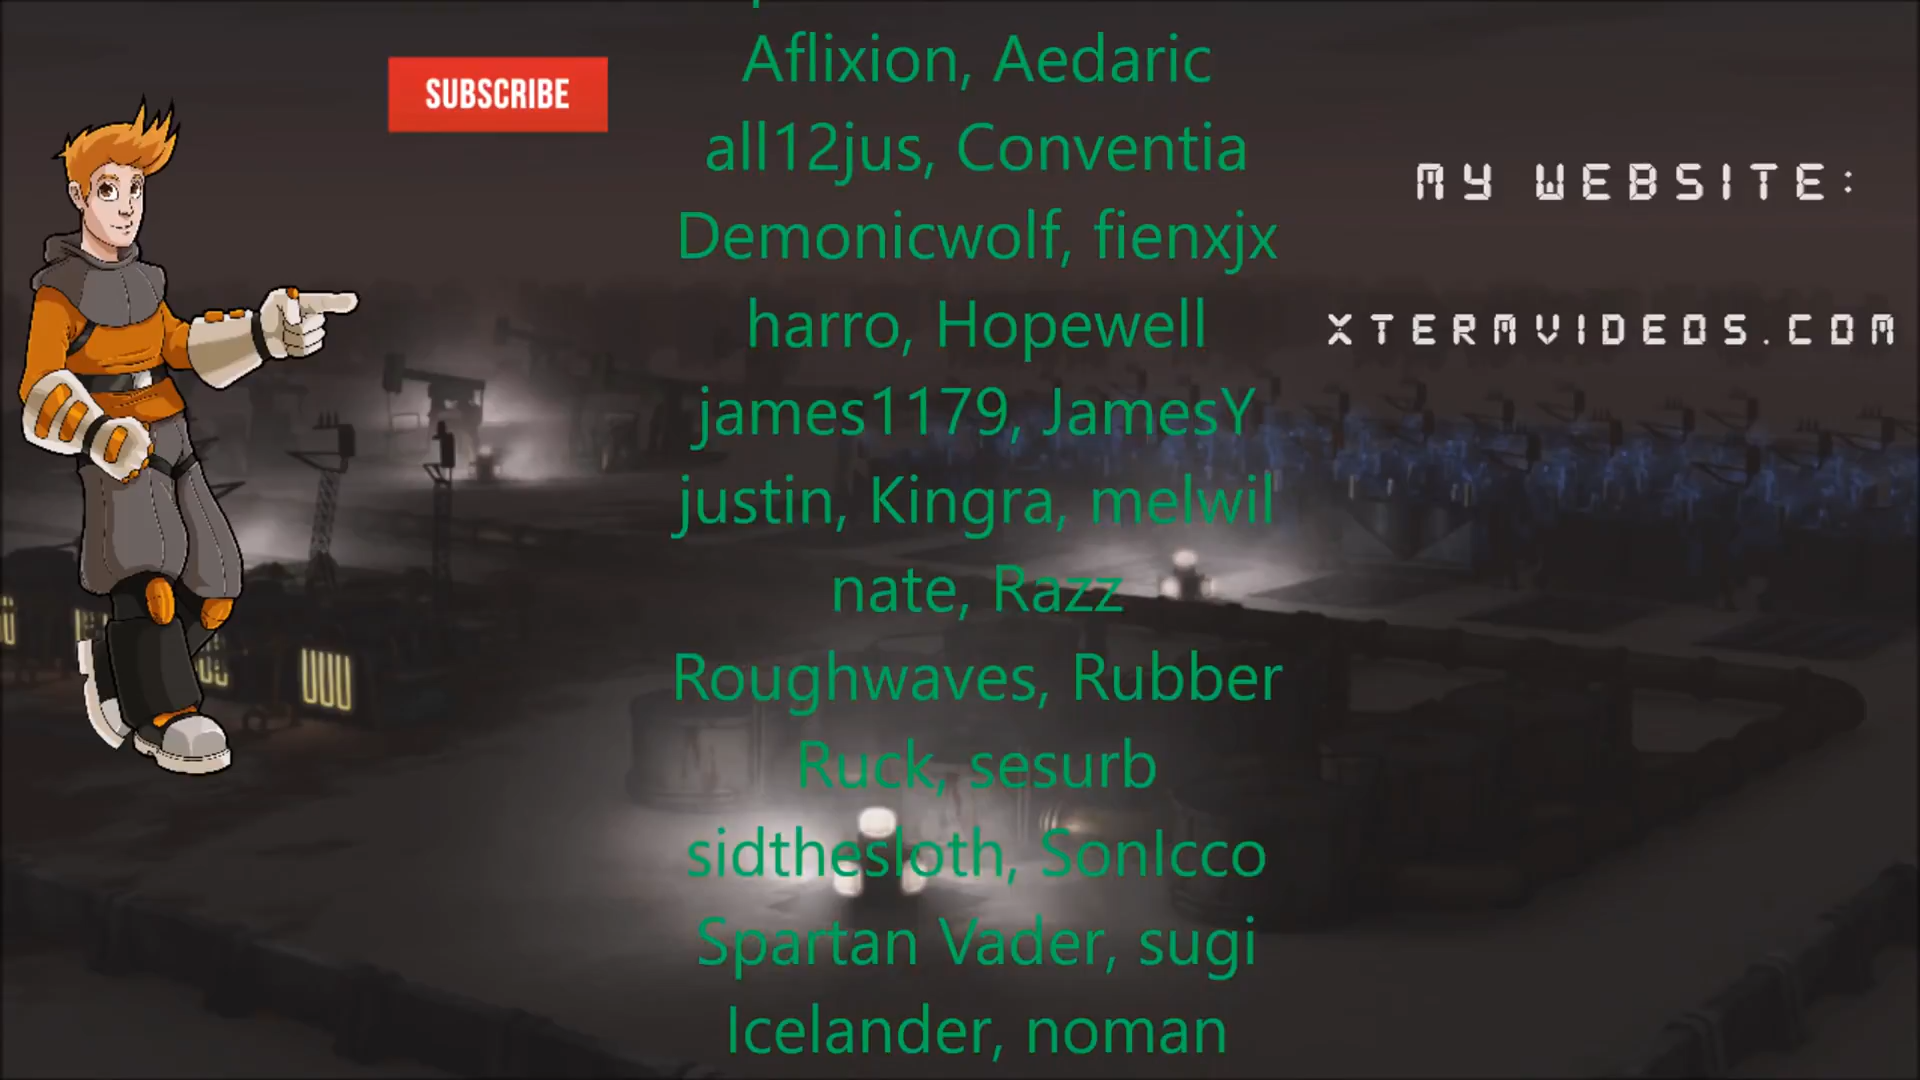 Aflixion, Aedaric
SUBSCRIBE
all12jus, Conventia
MY WEBSITE:
Demonicwolf, fienxjx
harro, Hopewell
XTERMVIDEOS.COM
james1179, JamesY
justin, Kingra, melwil
nate, Razz
Roughwaves, Rubber
Ruck, sesurb
sidthesloth, SonIcco
Spartan Vader, sugi
Icelander, noman